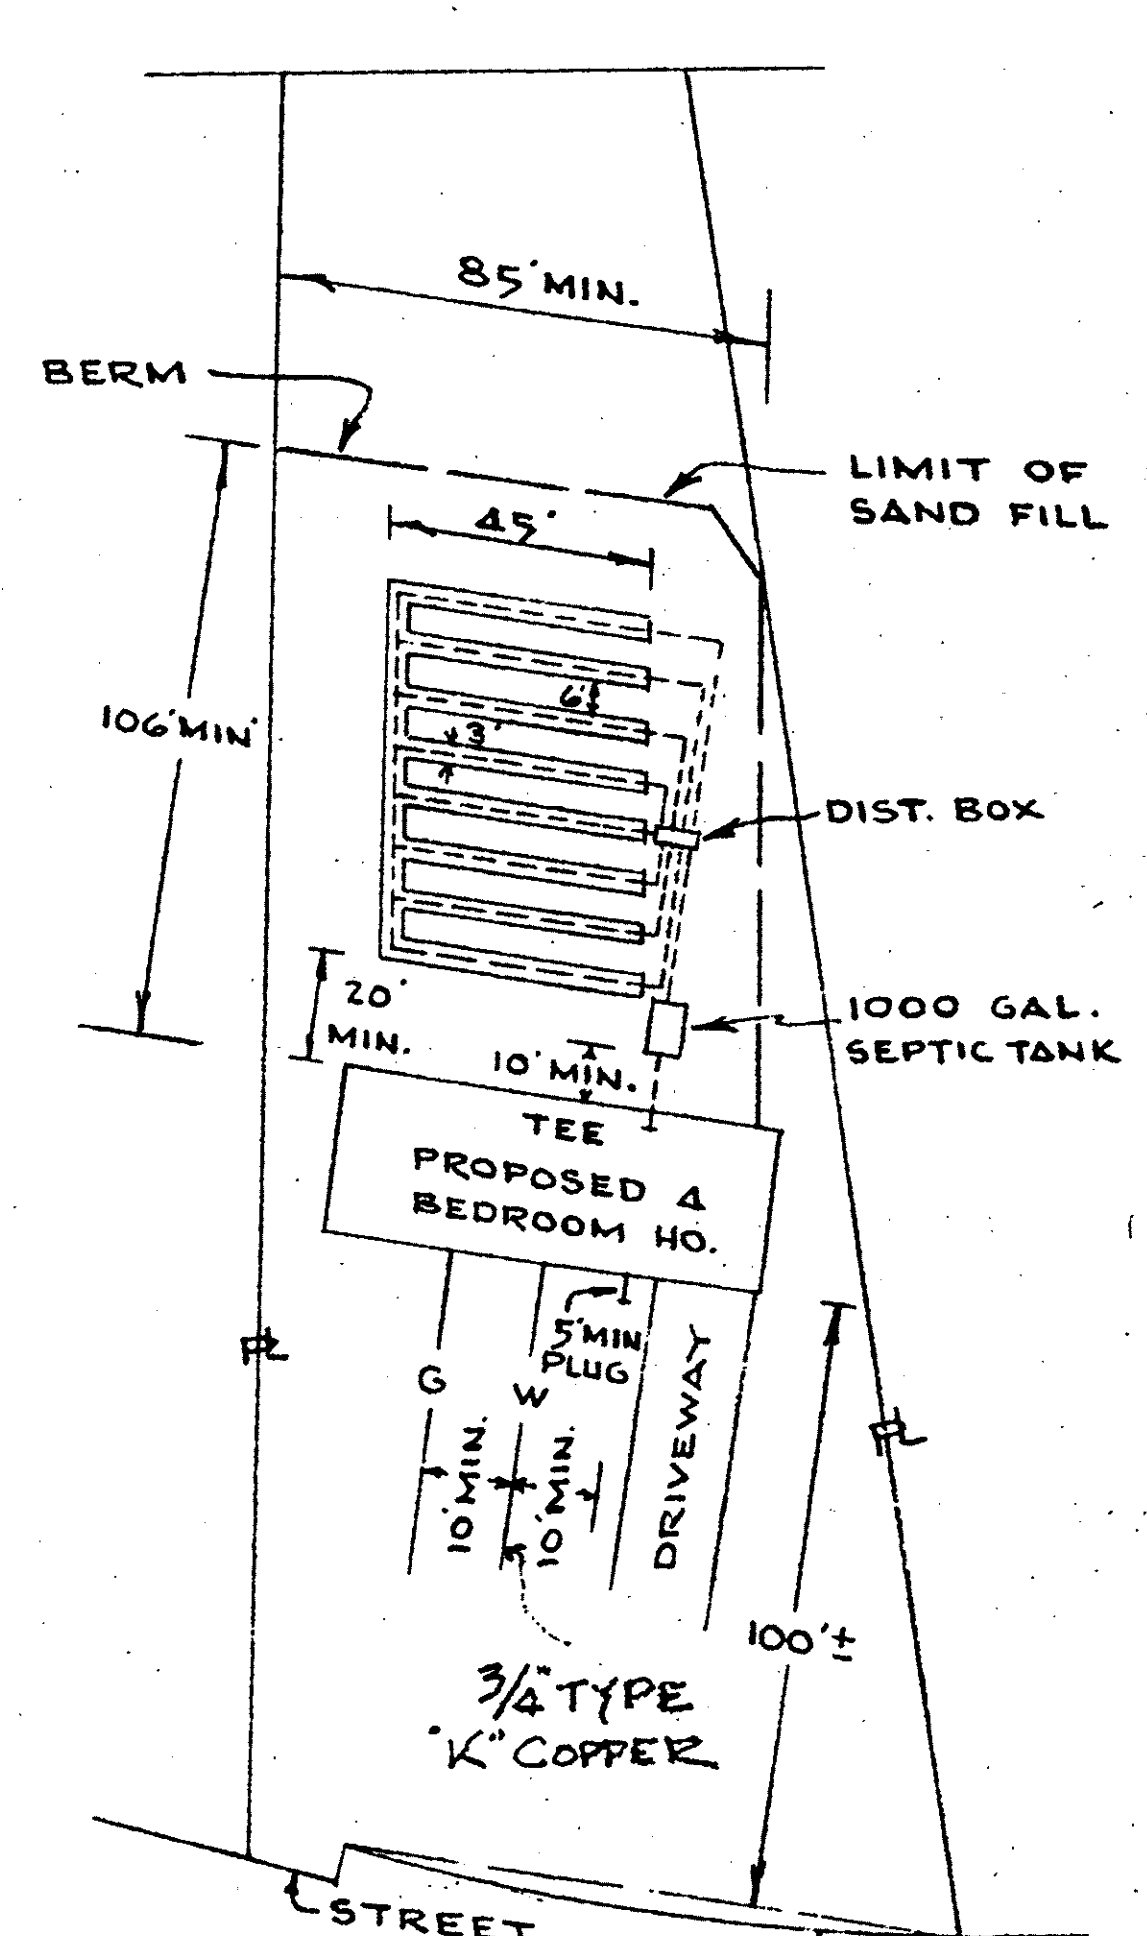 85' MIN.
BERM
LIMIT OF
SAND FILL
45'
6'
106' MIN.
3'
DIST. BOX
20'
MIN.
1000 GAL.
SEPTIC TANK
10' MIN.
TEE
PROPOSED 4
BEDROOM HO.
5' MIN
PLUG
PL
G
W
DRIVEWAY
PL
10' MIN.
10' MIN.
100' ±
3/4" TYPE
"K" COPPER
STREET